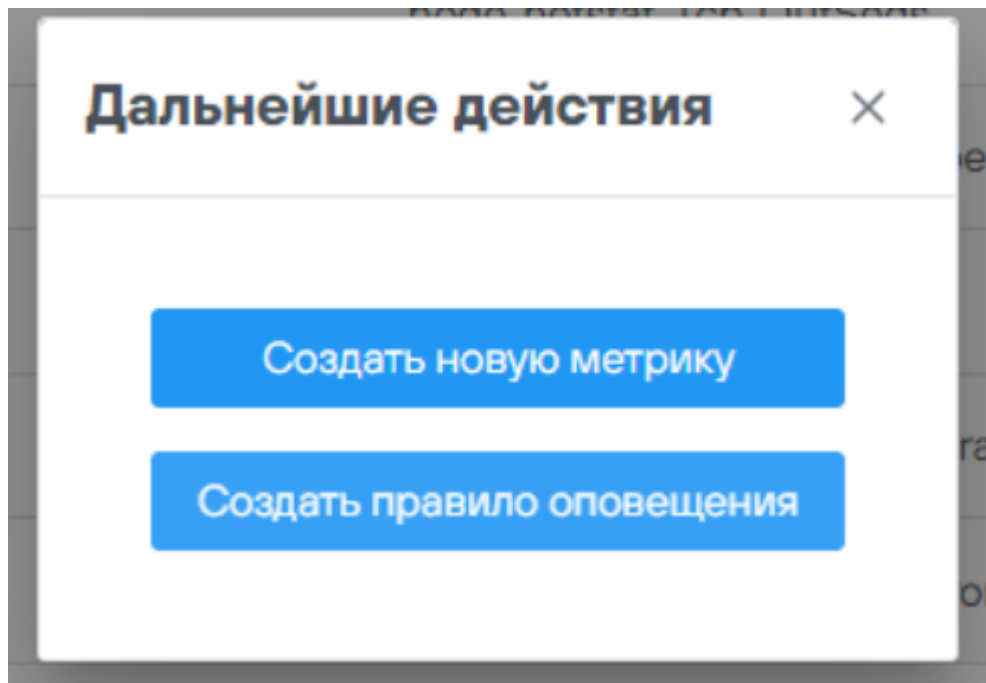 Дальнейшие действия
Создать новую метрику
Создать правило оповещения